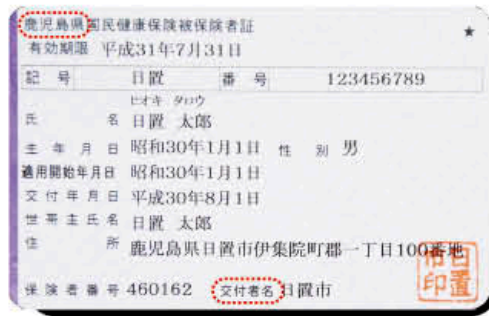 鹿児島県国民健康保険被保険者証
★
有効期限 平成31年7月31日
記号 日置 番号 123456789
ヒオキ タロウ
氏名 日置 太郎
生年月日 昭和30年1月1日 性別 男
適用開始年月日 昭和30年1月1日
交付年月日 平成30年8月1日
世帯主氏名 日置 太郎
住所 鹿児島県日置市伊集院町郡一丁目100番地
保険者番号 460162 交付者名 日置市
日置市印